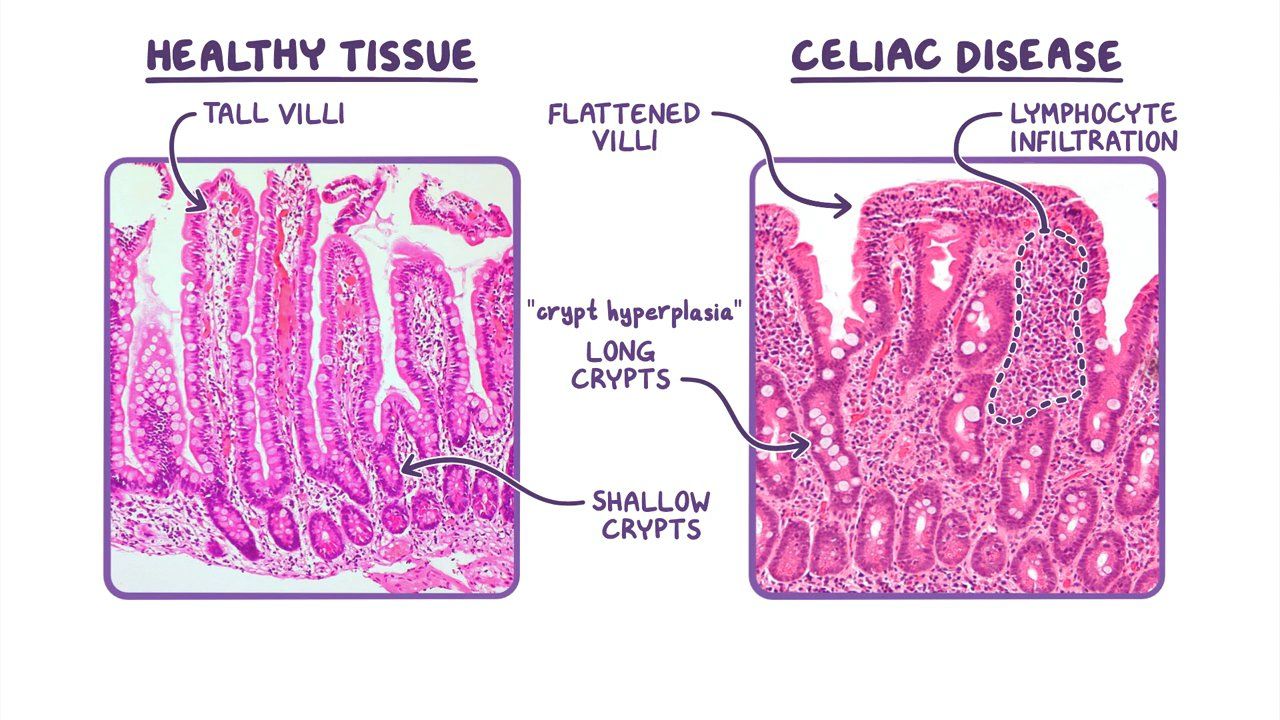 HEALTHY TISSUE
TALL VILLI
SHALLOW
CRYPTS
CELIAC DISEASE
FLATTENED
VILLI
LYMPHOCYTE
INFILTRATION
"crypt hyperplasia"
LONG
CRYPTS